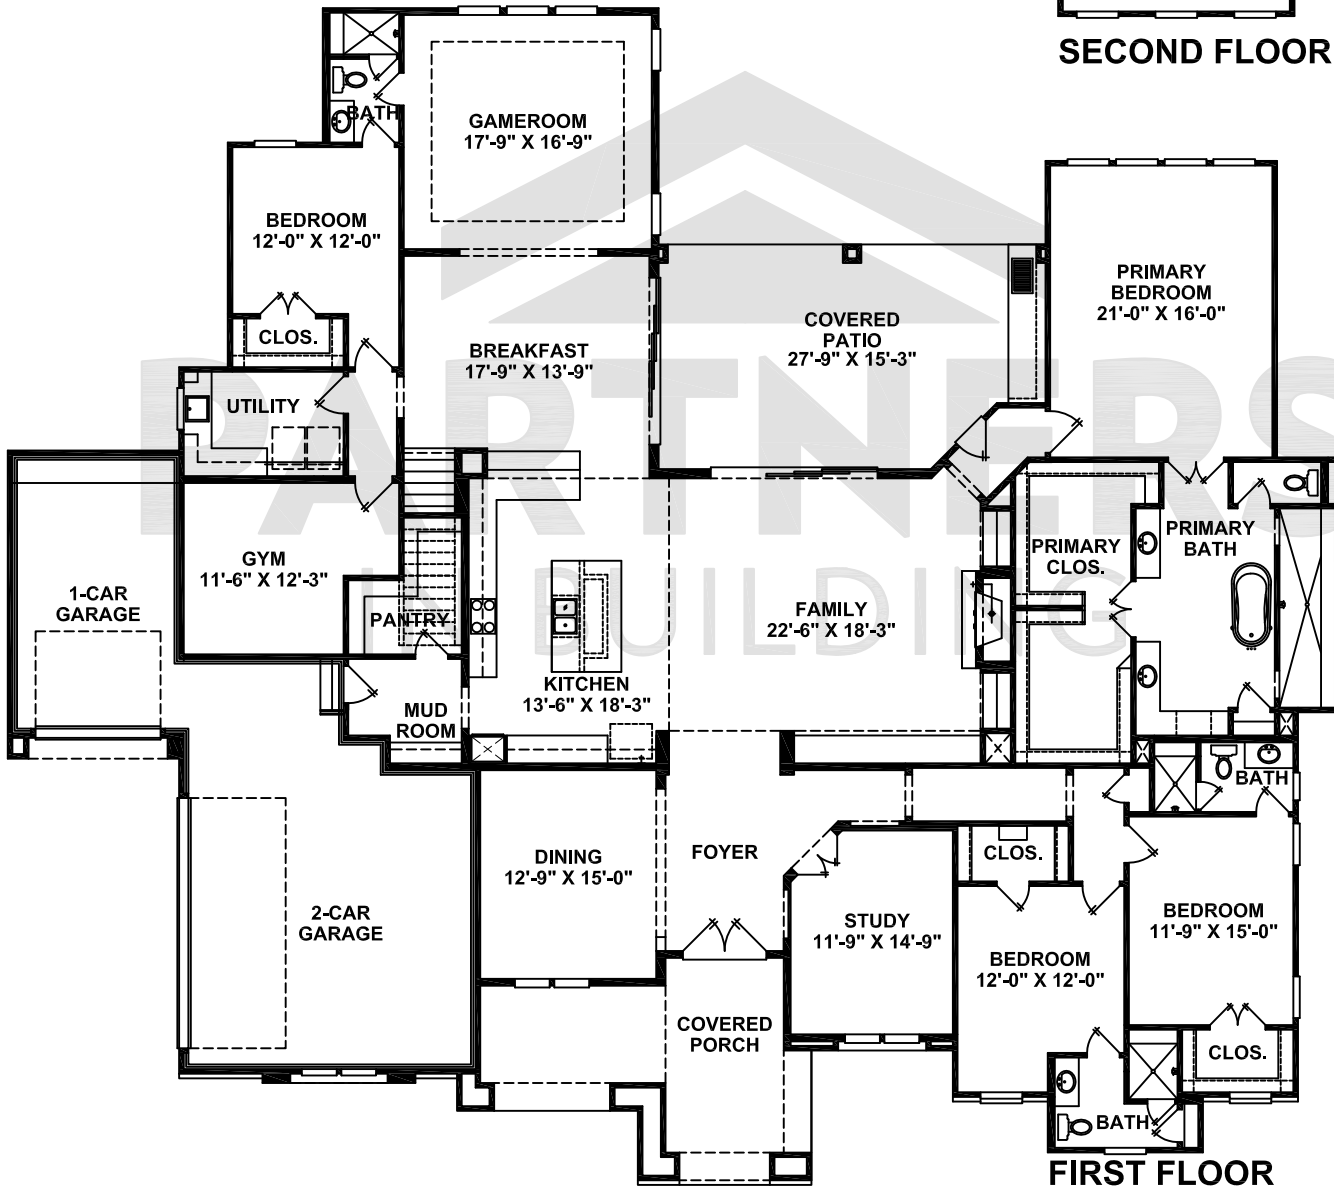 SECOND FLOOR
BATH
GAMEROOM
17'-9" X 16'-9"
BEDROOM
12'-0" X 12'-0"
CLOS.
BREAKFAST
17'-9" X 13'-9"
COVERED
PATIO
27'-9" X 15'-3"
PRIMARY
BEDROOM
21'-0" X 16'-0"
UTILITY
PARTNERS
IN BUILDING
GYM
11'-6" X 12'-3"
1-CAR
GARAGE
PANTRY
PRIMARY
CLOS.
PRIMARY
BATH
FAMILY
22'-6" X 18'-3"
KITCHEN
13'-6" X 18'-3"
MUD
ROOM
BATH
DINING
12'-9" X 15'-0"
FOYER
CLOS.
2-CAR
GARAGE
STUDY
11'-9" X 14'-9"
BEDROOM
12'-0" X 12'-0"
BEDROOM
11'-9" X 15'-0"
COVERED
PORCH
CLOS.
BATH
FIRST FLOOR